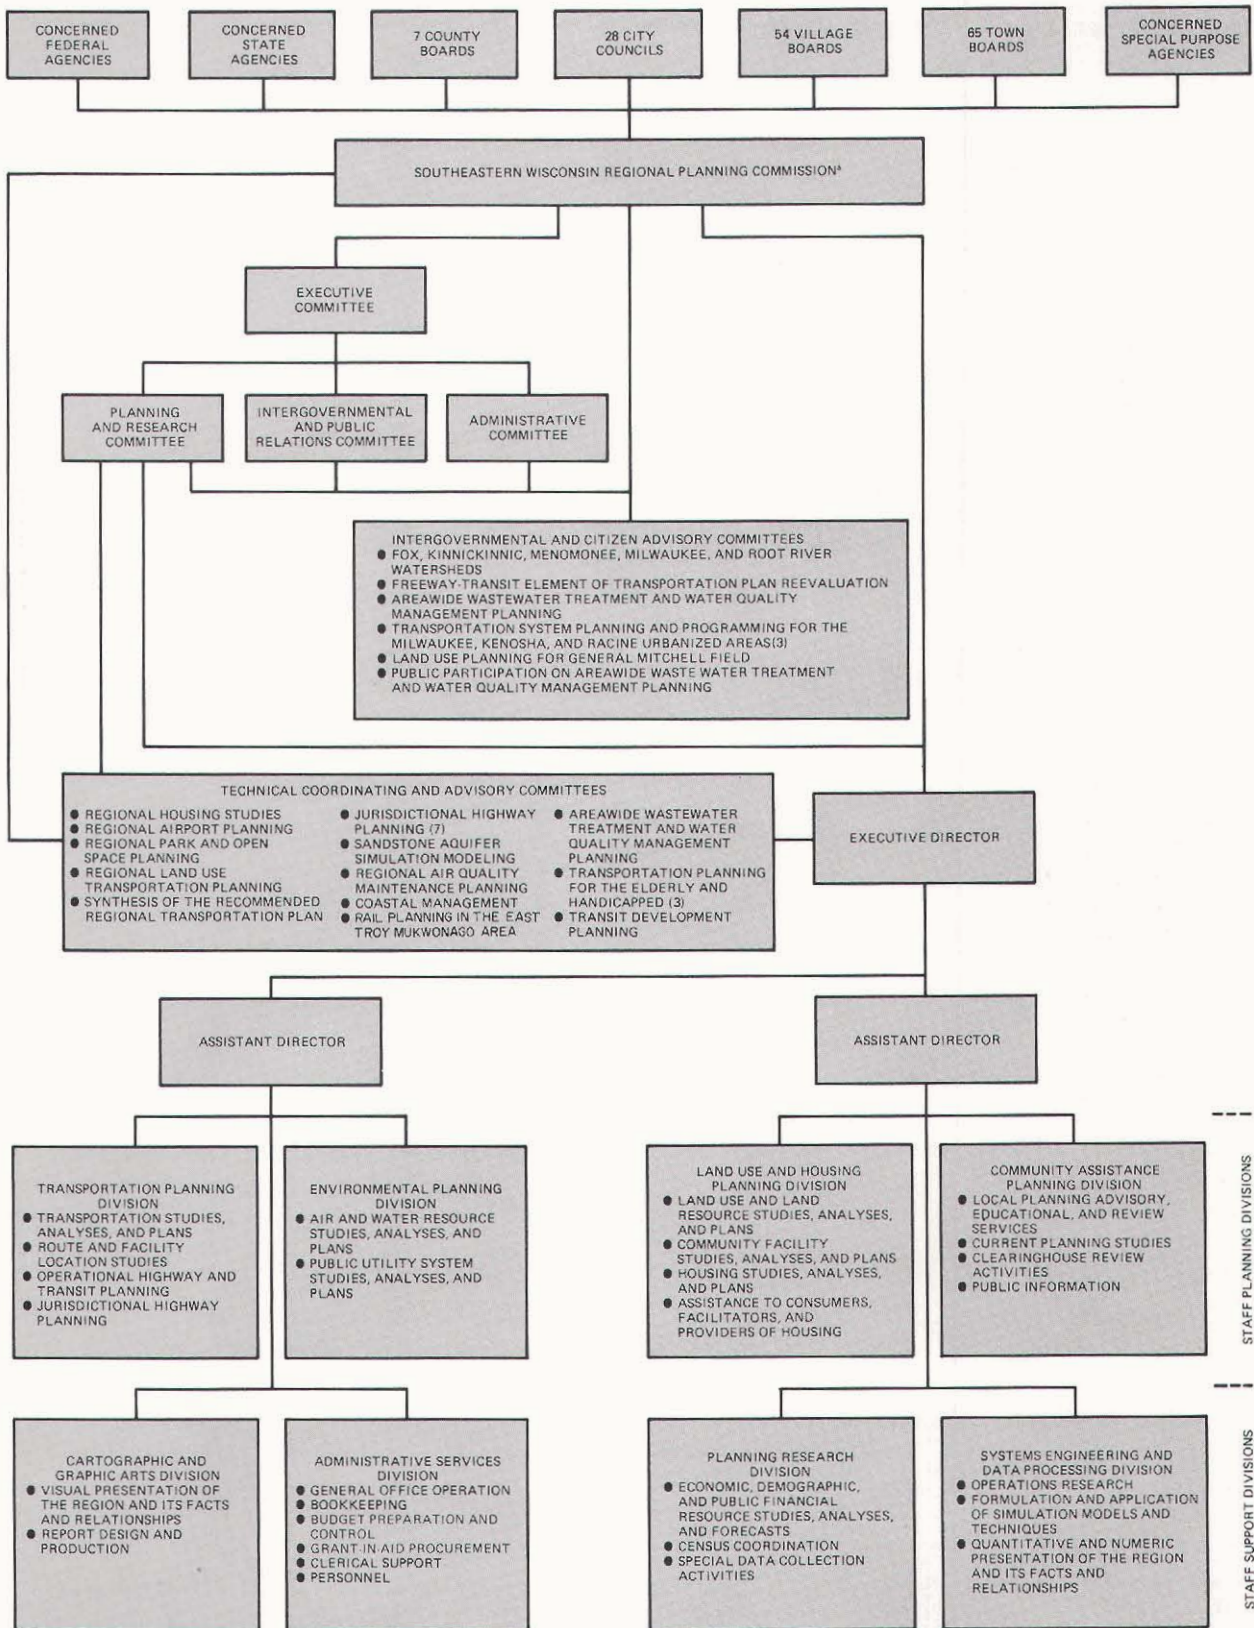 CONCERNED
FEDERAL
AGENCIES
CONCERNED
STATE
AGENCIES
7 COUNTY
BOARDS
28 CITY
COUNCILS
54 VILLAGE
BOARDS
65 TOWN
BOARDS
CONCERNED
SPECIAL PURPOSE
AGENCIES
SOUTHEASTERN WISCONSIN REGIONAL PLANNING COMMISSIONª
EXECUTIVE
COMMITTEE
PLANNING
AND RESEARCH
COMMITTEE
INTERGOVERNMENTAL
AND PUBLIC
RELATIONS COMMITTEE
ADMINISTRATIVE
COMMITTEE
INTERGOVERNMENTAL AND CITIZEN ADVISORY COMMITTEES
● FOX, KINNICKINNIC, MENOMONEE, MILWAUKEE, AND ROOT RIVER
WATERSHEDS
● FREEWAY-TRANSIT ELEMENT OF TRANSPORTATION PLAN REEVALUATION
● AREAWIDE WASTEWATER TREATMENT AND WATER QUALITY
MANAGEMENT PLANNING
● TRANSPORTATION SYSTEM PLANNING AND PROGRAMMING FOR THE
MILWAUKEE, KENOSHA, AND RACINE URBANIZED AREAS(3)
● LAND USE PLANNING FOR GENERAL MITCHELL FIELD
● PUBLIC PARTICIPATION ON AREAWIDE WASTE WATER TREATMENT
AND WATER QUALITY MANAGEMENT PLANNING
TECHNICAL COORDINATING AND ADVISORY COMMITTEES
● REGIONAL HOUSING STUDIES
● REGIONAL AIRPORT PLANNING
● REGIONAL PARK AND OPEN
SPACE PLANNING
● REGIONAL LAND USE
TRANSPORTATION PLANNING
● SYNTHESIS OF THE RECOMMENDED
REGIONAL TRANSPORTATION PLAN
● JURISDICTIONAL HIGHWAY
PLANNING (7)
● SANDSTONE AQUIFER
SIMULATION MODELING
● REGIONAL AIR QUALITY
MAINTENANCE PLANNING
● COASTAL MANAGEMENT
● RAIL PLANNING IN THE EAST
TROY MUKWONAGO AREA
● AREAWIDE WASTEWATER
TREATMENT AND WATER
QUALITY MANAGEMENT
PLANNING
● TRANSPORTATION PLANNING
FOR THE ELDERLY AND
HANDICAPPED (3)
● TRANSIT DEVELOPMENT
PLANNING
EXECUTIVE DIRECTOR
ASSISTANT DIRECTOR
ASSISTANT DIRECTOR
TRANSPORTATION PLANNING
DIVISION
● TRANSPORTATION STUDIES,
ANALYSES, AND PLANS
● ROUTE AND FACILITY
LOCATION STUDIES
● OPERATIONAL HIGHWAY AND
TRANSIT PLANNING
● JURISDICTIONAL HIGHWAY
PLANNING
ENVIRONMENTAL PLANNING
DIVISION
● AIR AND WATER RESOURCE
STUDIES, ANALYSES, AND
PLANS
● PUBLIC UTILITY SYSTEM
STUDIES, ANALYSES, AND
PLANS
LAND USE AND HOUSING
PLANNING DIVISION
● LAND USE AND LAND
RESOURCE STUDIES, ANALYSES,
AND PLANS
● COMMUNITY FACILITY
STUDIES, ANALYSES, AND PLANS
● HOUSING STUDIES, ANALYSES,
AND PLANS
● ASSISTANCE TO CONSUMERS,
FACILITATORS, AND
PROVIDERS OF HOUSING
COMMUNITY ASSISTANCE
PLANNING DIVISION
● LOCAL PLANNING ADVISORY,
EDUCATIONAL, AND REVIEW
SERVICES
● CURRENT PLANNING STUDIES
● CLEARINGHOUSE REVIEW
ACTIVITIES
● PUBLIC INFORMATION
STAFF PLANNING DIVISIONS
CARTOGRAPHIC AND
GRAPHIC ARTS DIVISION
● VISUAL PRESENTATION OF
THE REGION AND ITS FACTS
AND RELATIONSHIPS
● REPORT DESIGN AND
PRODUCTION
ADMINISTRATIVE SERVICES
DIVISION
● GENERAL OFFICE OPERATION
● BOOKKEEPING
● BUDGET PREPARATION AND
CONTROL
● GRANT-IN-AID PROCUREMENT
● CLERICAL SUPPORT
● PERSONNEL
PLANNING RESEARCH
DIVISION
● ECONOMIC, DEMOGRAPHIC,
AND PUBLIC FINANCIAL
RESOURCE STUDIES, ANALYSES,
AND FORECASTS
● CENSUS COORDINATION
● SPECIAL DATA COLLECTION
ACTIVITIES
SYSTEMS ENGINEERING AND
DATA PROCESSING DIVISION
● OPERATIONS RESEARCH
● FORMULATION AND APPLICATION
OF SIMULATION MODELS AND
TECHNIQUES
● QUANTITATIVE AND NUMERIC
PRESENTATION OF THE REGION
AND ITS FACTS AND
RELATIONSHIPS
STAFF SUPPORT DIVISIONS